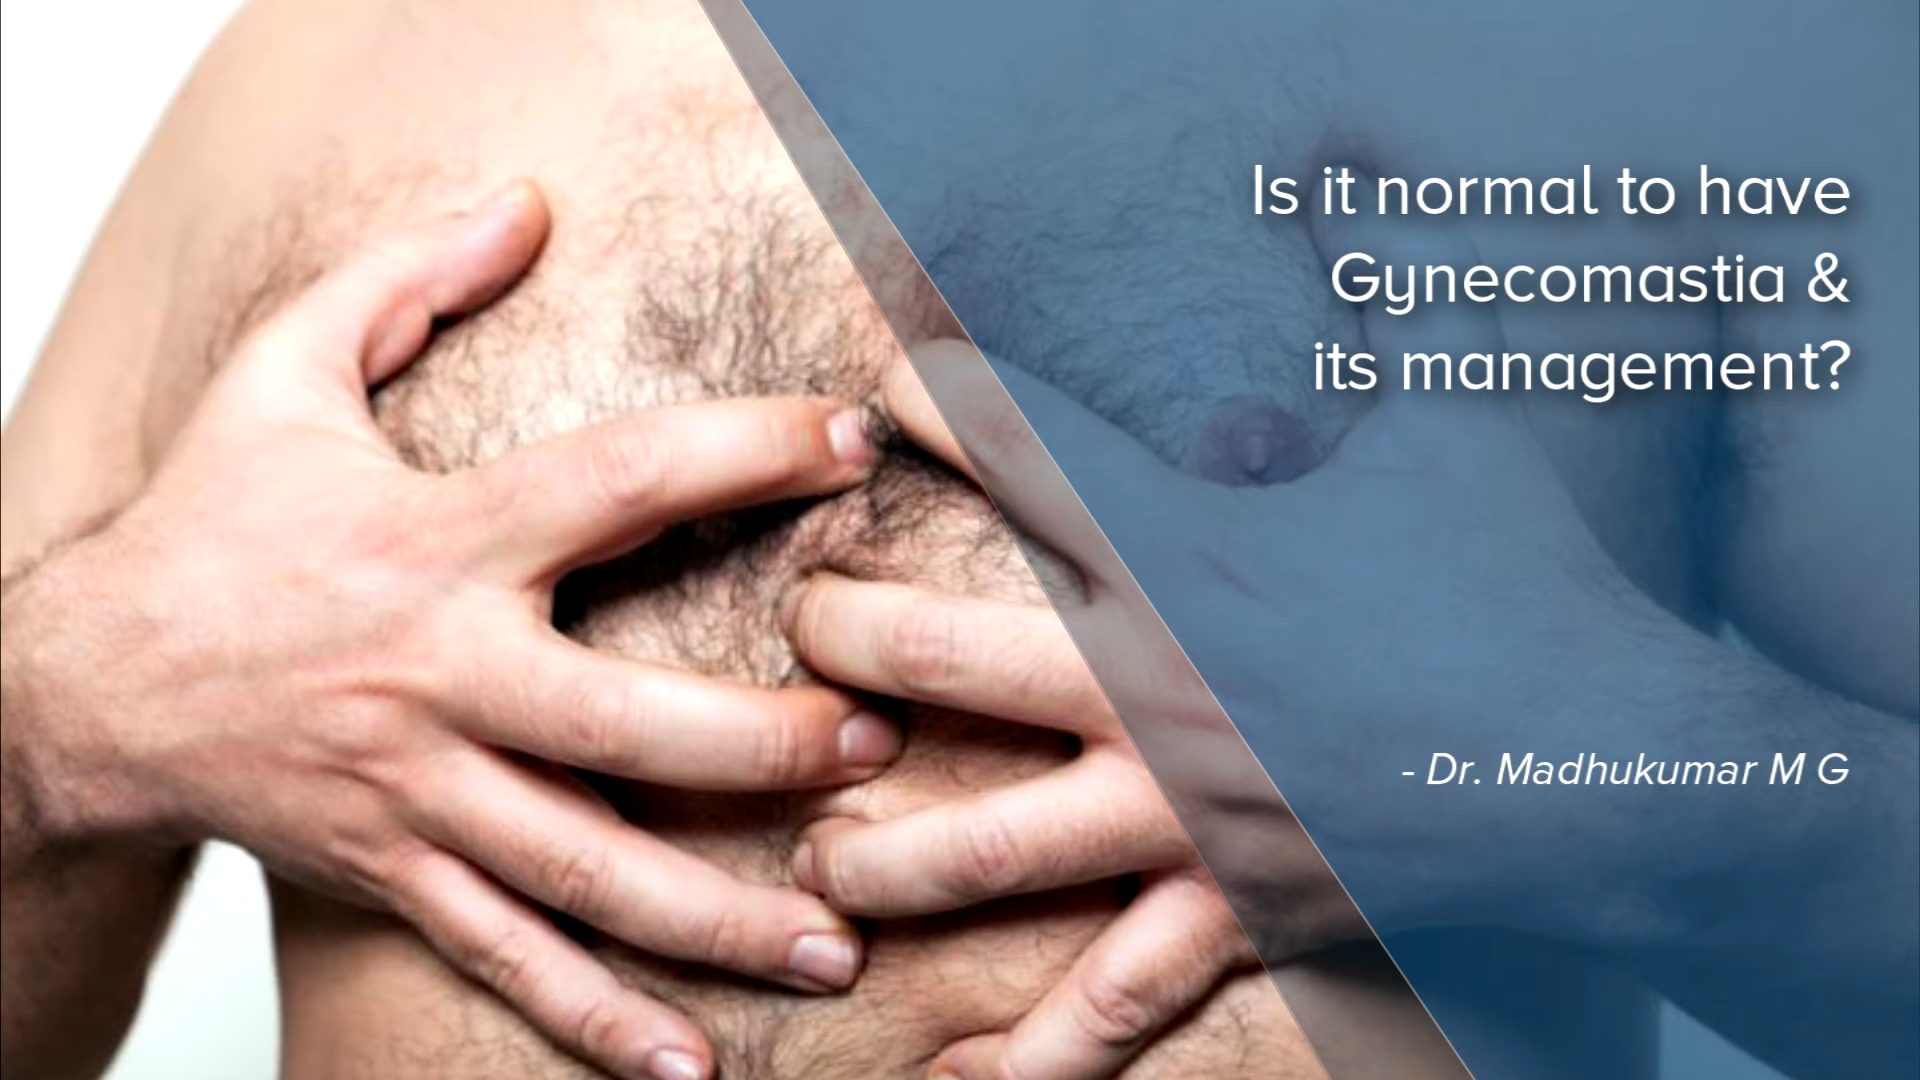 Is it normal to have
Gynecomastia &
its management?
- Dr. Madhukumar M G